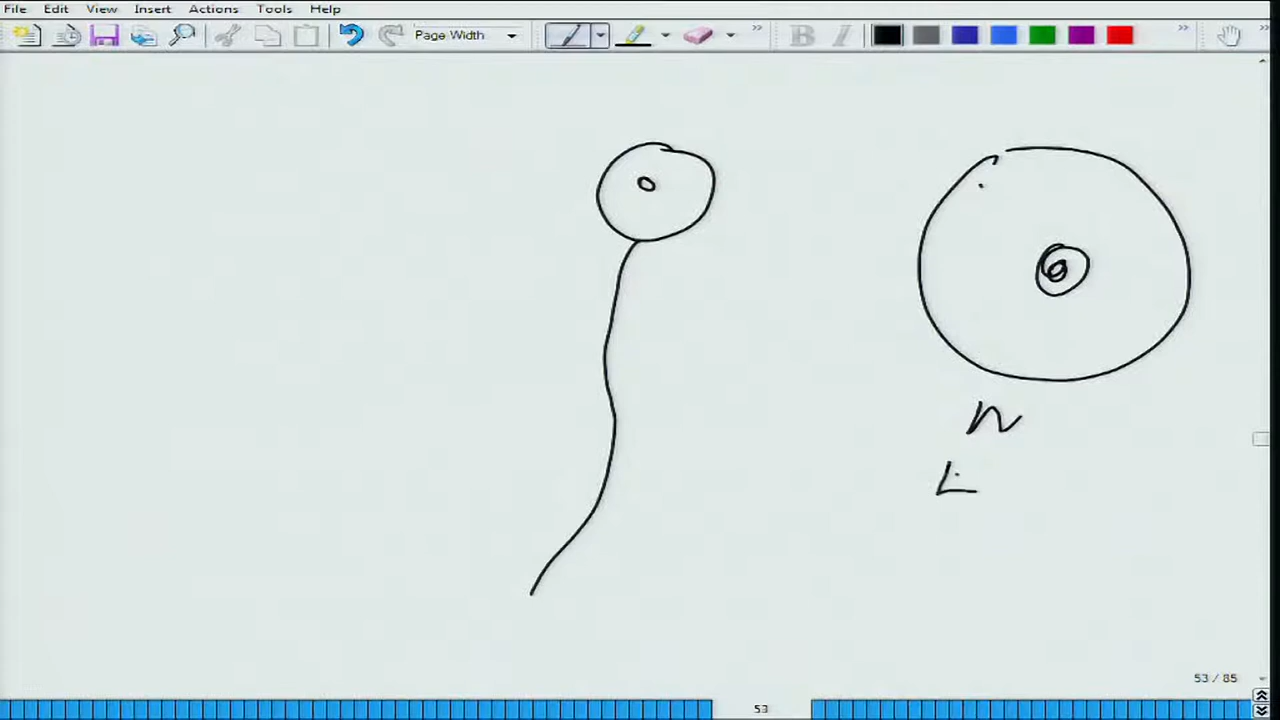 File Edit View Insert Actions Tools Help
Page Width
B I
n
L
53 / 85
53